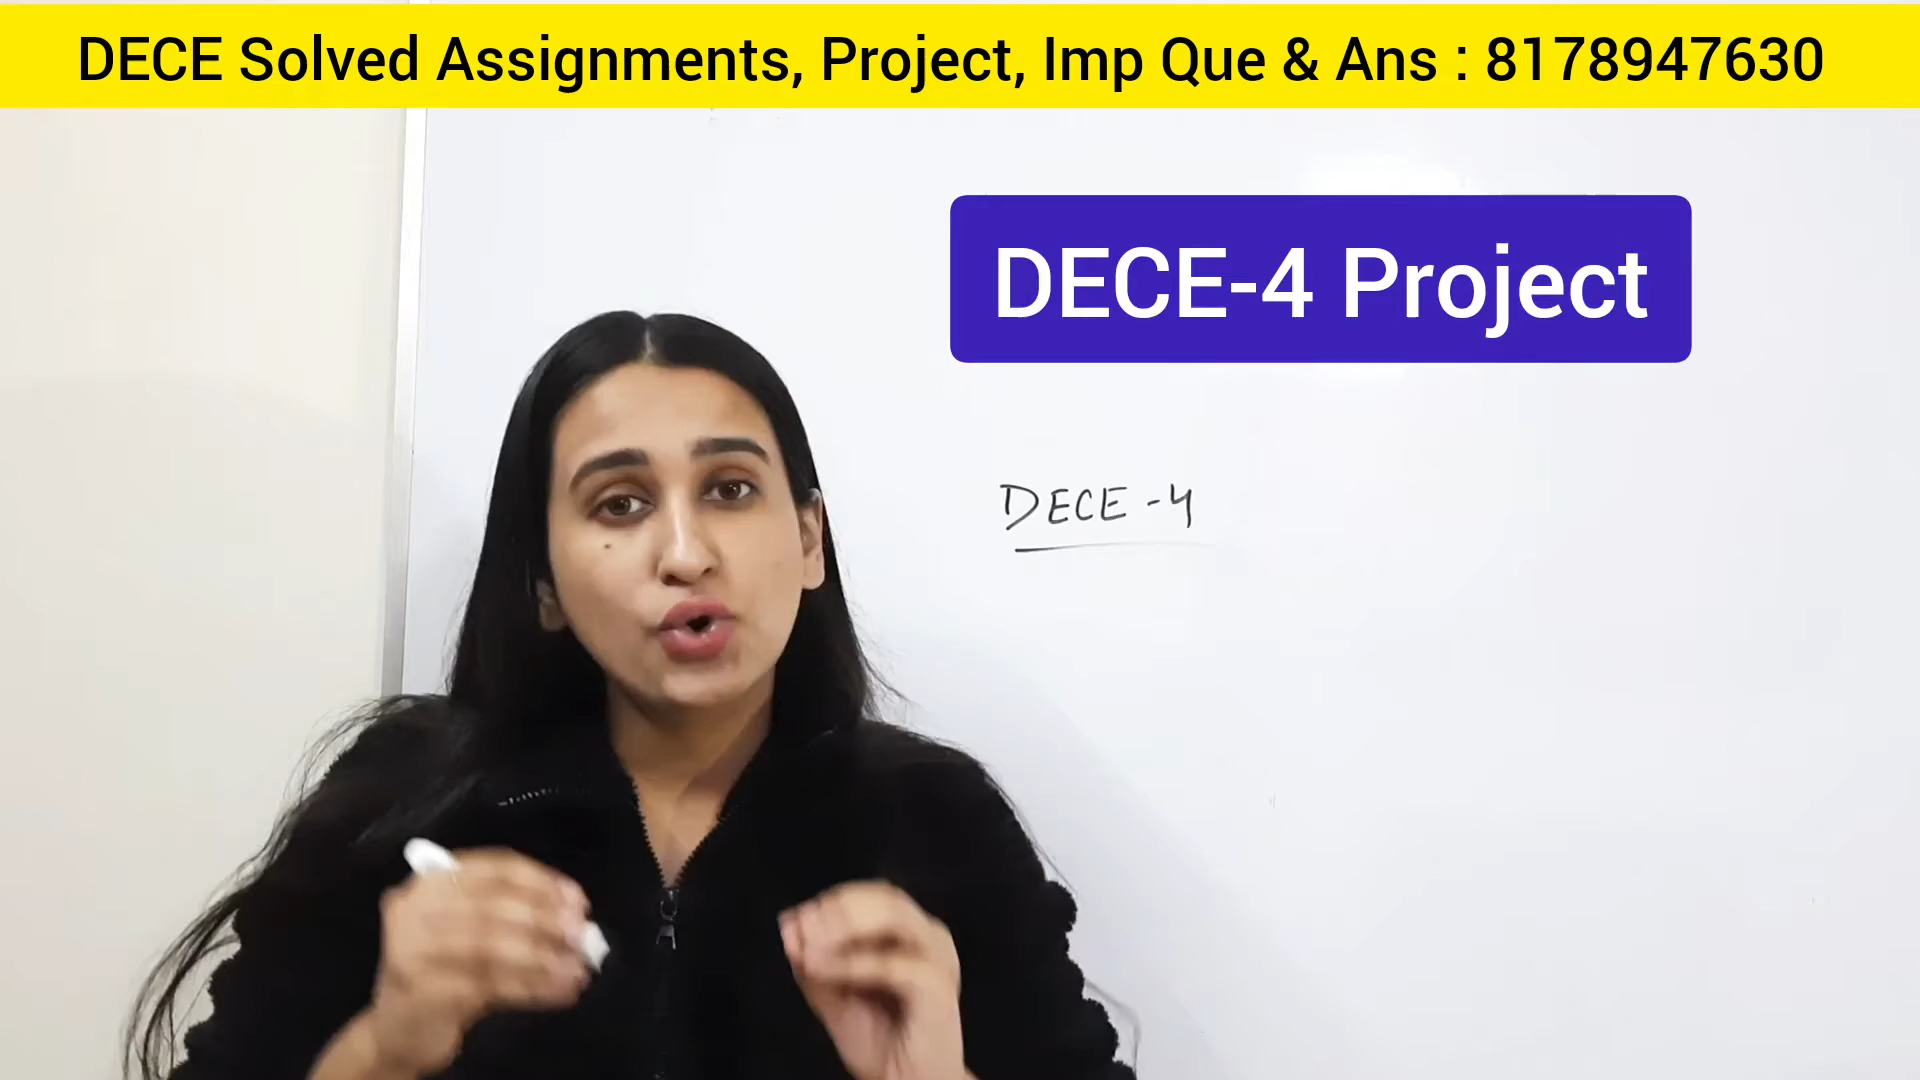 DECE Solved Assignments, Project, Imp Que & Ans : 8178947630
DECE-4 Project
DECE -4